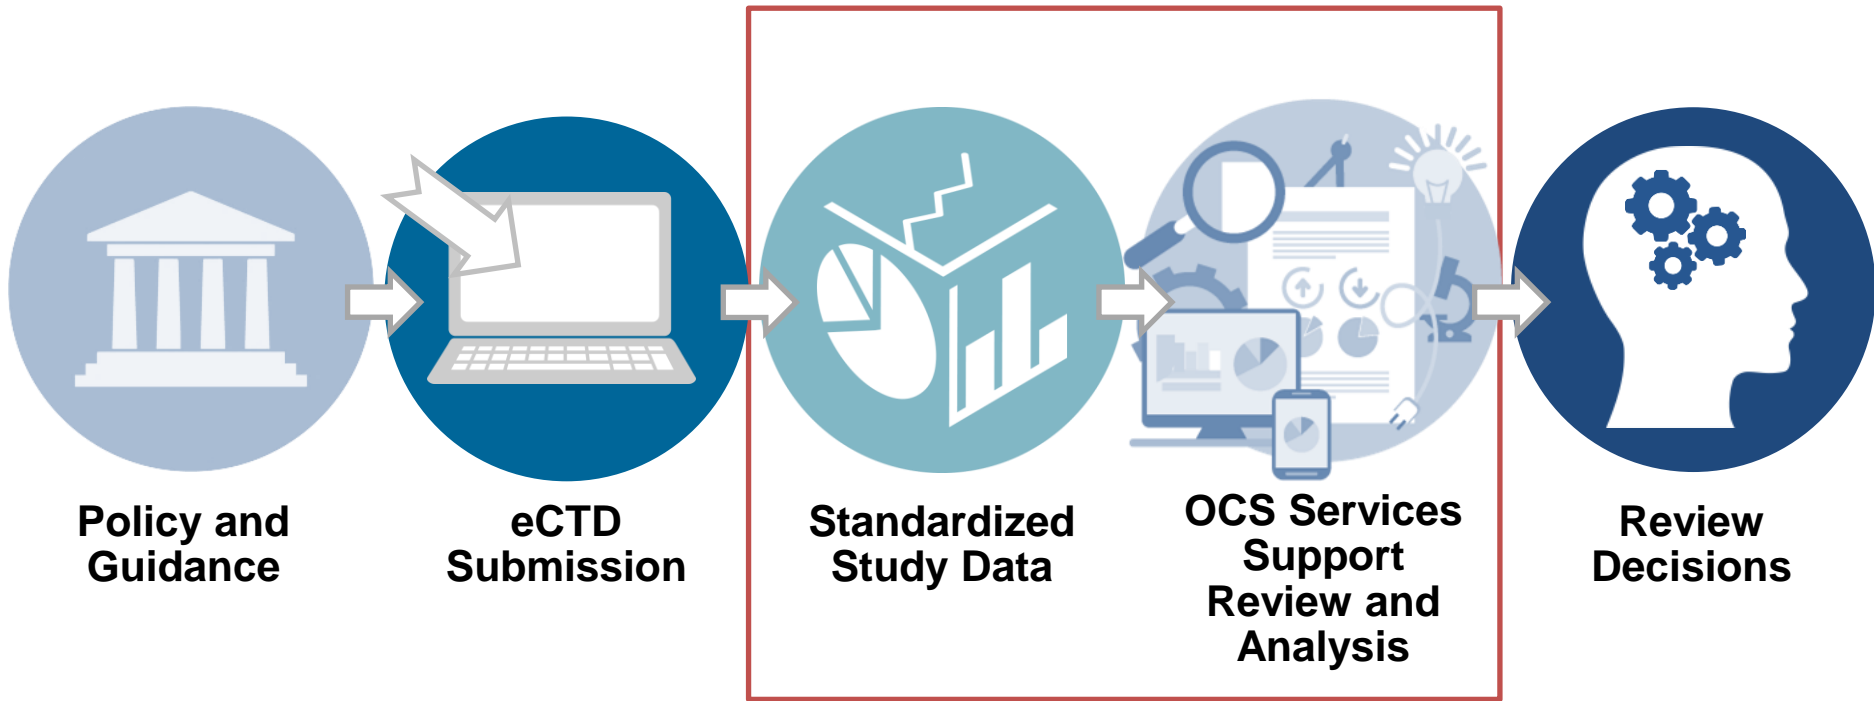 Policy and
Guidance
eCTD
Submission
Standardized
Study Data
OCS Services
Support
Review and
Analysis
Review
Decisions